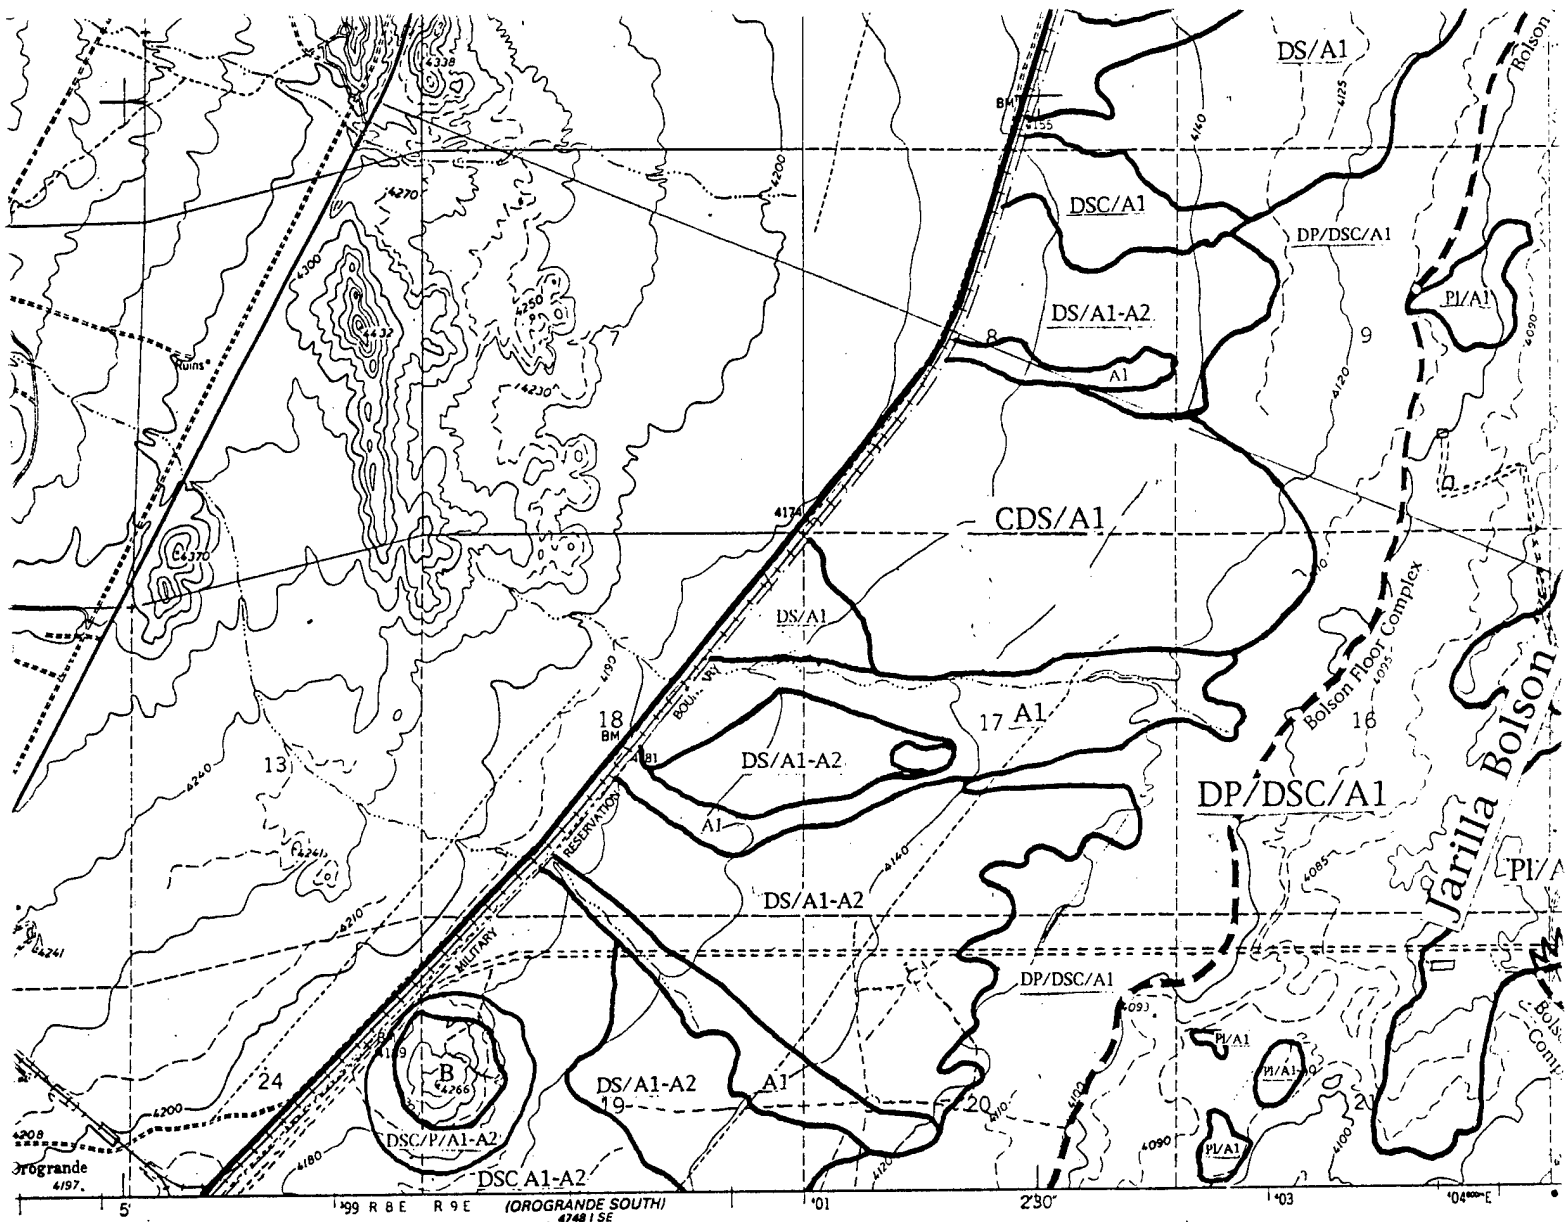 4338
DS/A1
Bolson
4125
BM
4155
4140
4200
4270
DSC/A1
DP/DSC/A1
4300
4250
PI/A1
4432
DS/A1-A2
8
9
7
4090
Ruins
A1
4230
4120
4174
CDS/A1
4370
DS/A1
Bolson Floor Complex
4095
4190
BOUNDARY
18
BM
17 A1
16
13
4181
DS/A1-A2
4240
DP/DSC/A1
RESERVATION
A1
Jarilla Bolson
4241
4140
4085
PI/A
4210
DS/A1-A2
4241
MILITARY
DP/DSC/A1
4093
PI/A1
4189
B
4266
24
DS/A1-A2
19
A1
20
PI/A1
21
4200
4110
4100
4208
DSC/P/A1-A2
4090
4100
PI/A1
Orogrande
4197
4180
DSC A1-A2
4120
5'
499 R 8 E R 9 E (OROGRANDE SOUTH)
4748 I SE
01
2'30"
03
04000m E